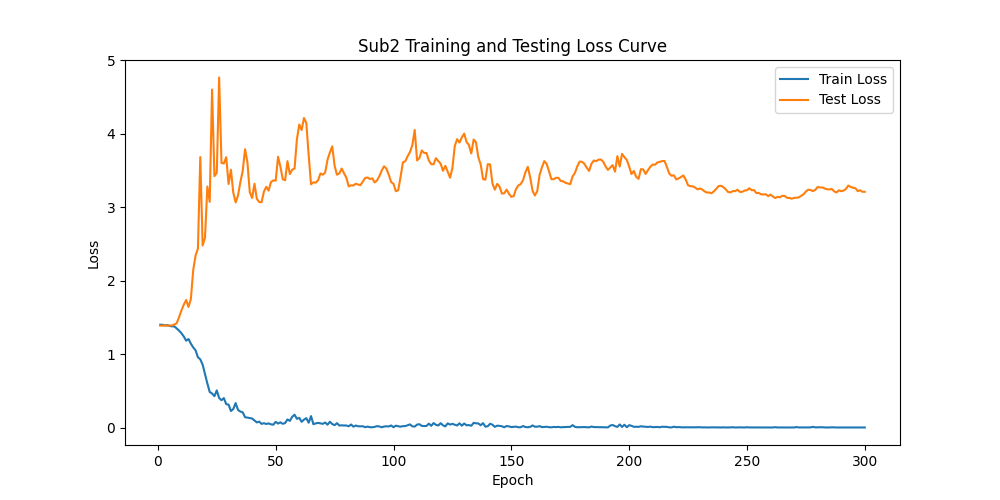 Sub2 Training and Testing Loss Curve
Train Loss
Test Loss
Loss
5
4
3
2
1
0
0 50 100 150 200 250 300
Epoch